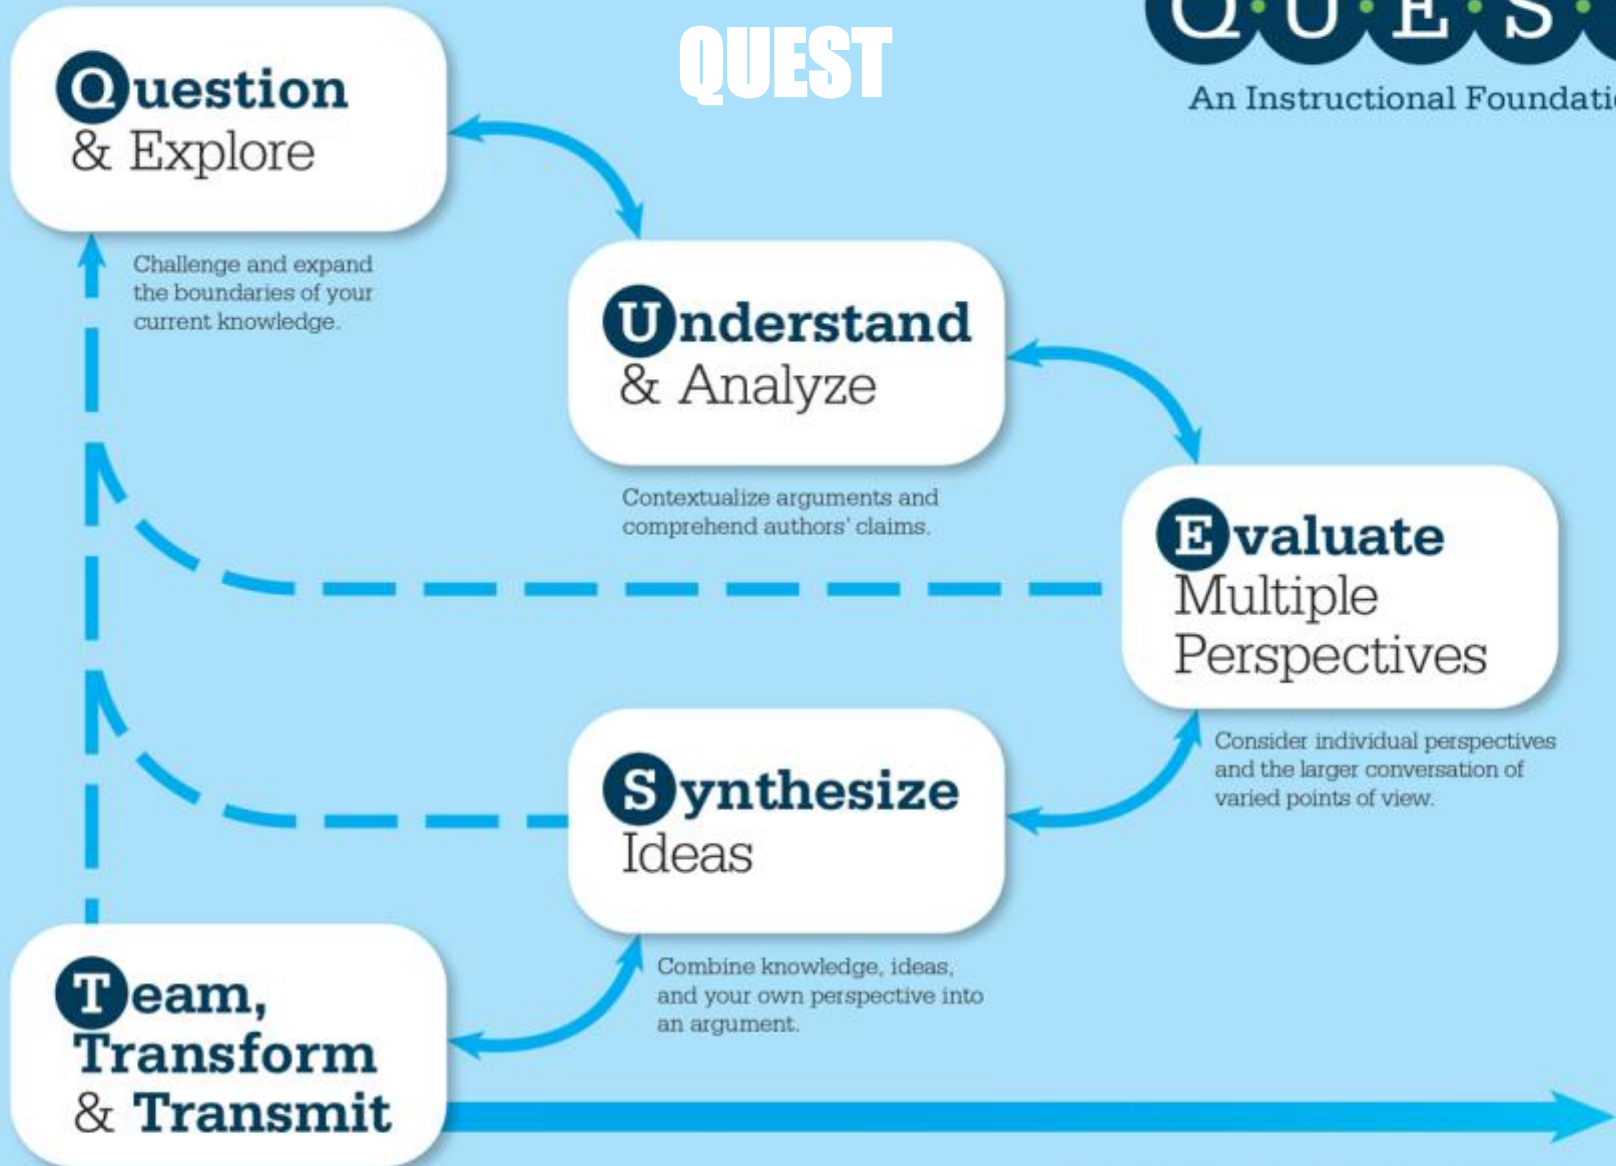 QUEST
Q·U·E·S·
An Instructional
Question
& Explore
Challenge and expand
the boundaries of your
current knowledge.
Understand
& Analyze
Contextualize arguments and
comprehend authors' claims.
Evaluate
Multiple
Perspectives
Consider individual perspectives
and the larger conversation of
varied points of view.
Synthesize
Ideas
Combine knowledge, ideas,
and your own perspective into
an argument.
Team,
Transform
& Transmit